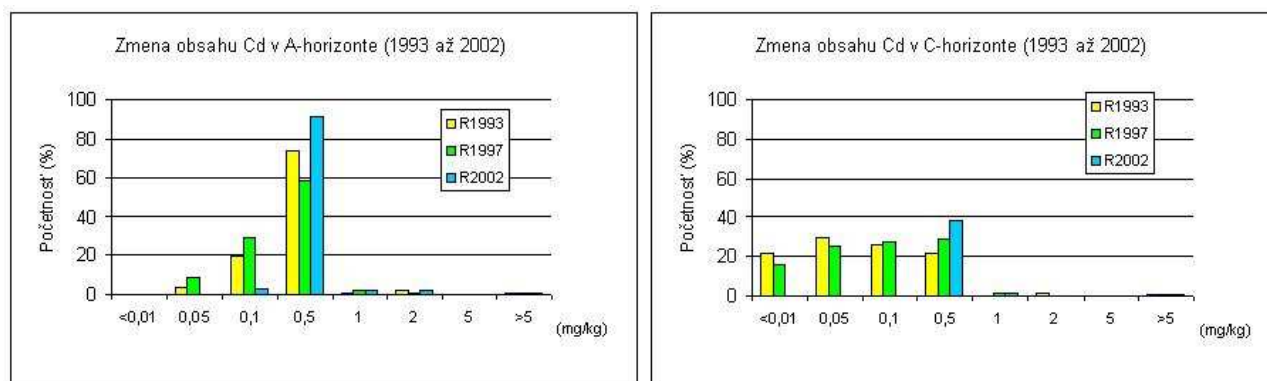 Zmena obsahu Cd v A-horizonte (1993 až 2002)
Početnosť (%)
100
80
60
40
20
0
R1993
R1997
R2002
<0,01 0,05 0,1 0,5 1 2 5 >5
(mg/kg)
Zmena obsahu Cd v C-horizonte (1993 až 2002)
Početnosť (%)
100
80
60
40
20
0
R1993
R1997
R2002
<0,01 0,05 0,1 0,5 1 2 5 >5
(mg/kg)